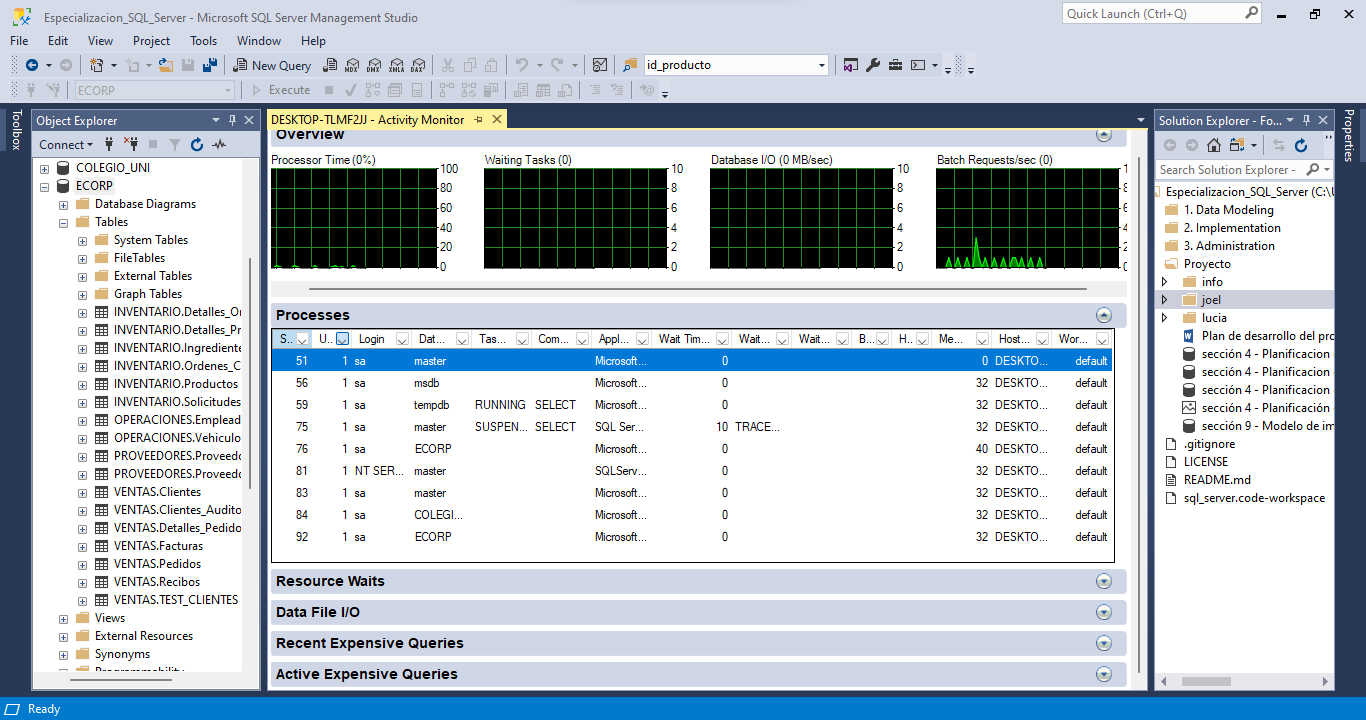 Especializacion_SQL_Server - Microsoft SQL Server Management Studio
Quick Launch (Ctrl+Q)
File Edit View Project Tools Window Help
New Query
MDX DMX XMLA DAX
id_producto
ECORP
Execute
Toolbox
Object Explorer
Connect
COLEGIO_UNI
ECORP
Database Diagrams
Tables
System Tables
FileTables
External Tables
Graph Tables
INVENTARIO.Detalles_Or
INVENTARIO.Detalles_Pr
INVENTARIO.Ingrediente
INVENTARIO.Ordenes_C
INVENTARIO.Productos
INVENTARIO.Solicitudes
OPERACIONES.Emplead
OPERACIONES.Vehiculo
PROVEEDORES.Proveedo
PROVEEDORES.Proveedo
VENTAS.Clientes
VENTAS.Clientes_Audito
VENTAS.Detalles_Pedido
VENTAS.Facturas
VENTAS.Pedidos
VENTAS.Recibos
VENTAS.TEST_CLIENTES
Views
External Resources
Synonyms
Programmability
DESKTOP-TLMF2JJ - Activity Monitor
Overview
Processor Time (0%) Waiting Tasks (0) Database I/O (0 MB/sec) Batch Requests/sec (0)
100 10 10 1
80 8 8 8
60 6 6 6
40 4 4 4
20 2 2 2
0 0 0 0
Processes
S.. U.. Login Dat... Tas... Com... Appl... Wait Tim... Wait... Wait... B... H.. Me... Host... Wor...
51 1 sa master Microsoft... 0 0 DESKTO... default
56 1 sa msdb Microsoft... 0 32 DESKTO... default
59 1 sa tempdb RUNNING SELECT Microsoft... 0 32 DESKTO... default
75 1 sa master SUSPEN... SELECT SQL Ser... 10 TRACE... 32 DESKTO... default
76 1 sa ECORP Microsoft... 0 40 DESKTO... default
81 1 NT SER... master SQLServ... 0 32 DESKTO... default
83 1 sa master Microsoft... 0 32 DESKTO... default
84 1 sa COLEGI... Microsoft... 0 32 DESKTO... default
92 1 sa ECORP Microsoft... 0 32 DESKTO... default
Resource Waits
Data File I/O
Recent Expensive Queries
Active Expensive Queries
Solution Explorer - Fo...
Search Solution Explorer -
Especializacion_SQL_Server (C:\U
1. Data Modeling
2. Implementation
3. Administration
Proyecto
info
joel
lucia
Plan de desarrollo del pro
sección 4 - Planificacion
sección 4 - Planificacion
sección 4 - Planificacion
sección 4 - Planificación
sección 9 - Modelo de im
.gitignore
LICENSE
README.md
sql_server.code-workspace
Properties
Ready